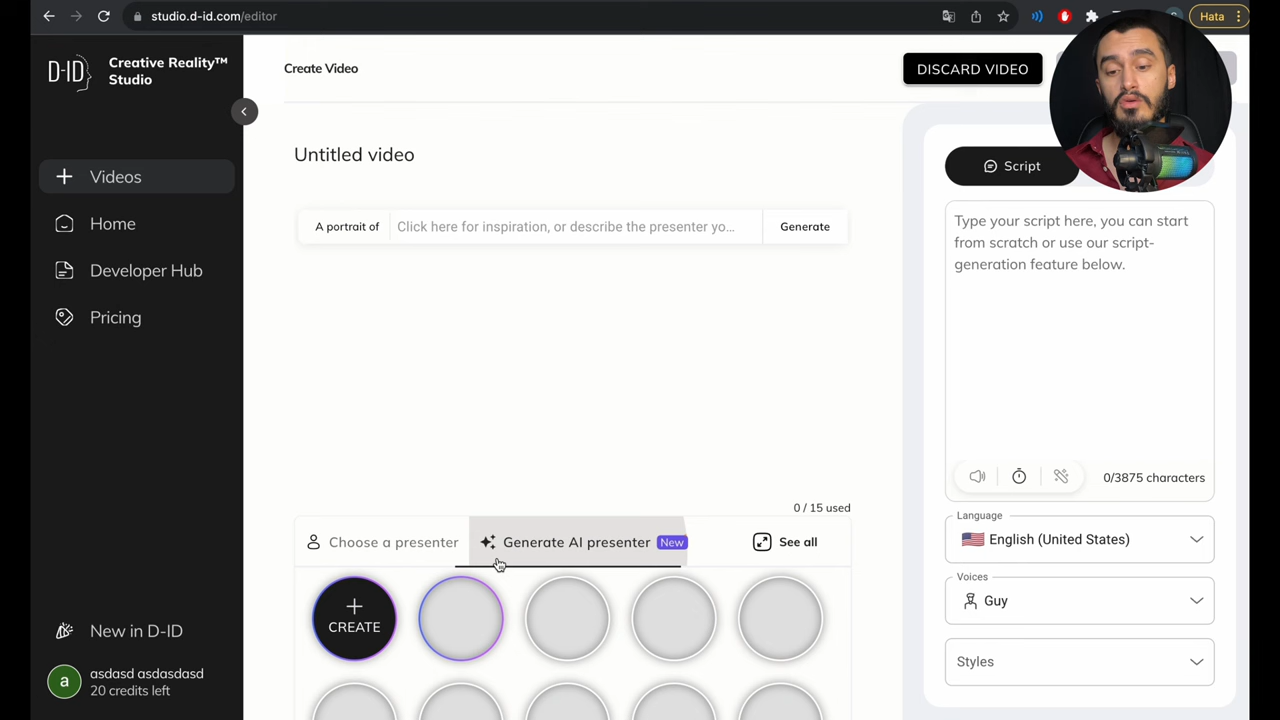 studio.d-id.com/editor
Hata
D-ID
Creative Reality™
Studio
Create Video
DISCARD VIDEO
Videos
Home
Developer Hub
Pricing
Untitled video
A portrait of
Click here for inspiration, or describe the presenter yo...
Generate
Script
Type your script here, you can start
from scratch or use our script-
generation feature below.
0/3875 characters
0 / 15 used
Choose a presenter
Generate AI presenter
New
See all
CREATE
Language
English (United States)
Voices
Guy
Styles
New in D-ID
a
asdasd asdasdasd
20 credits left